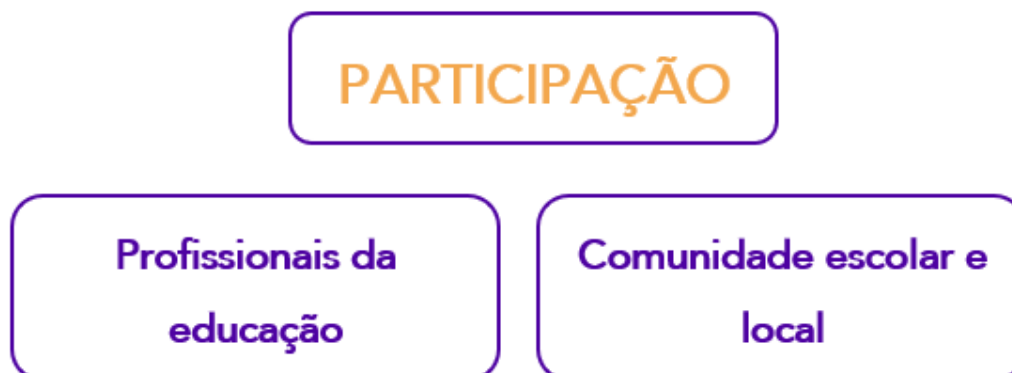 PARTICIPAÇÃO
Profissionais da
educação
Comunidade escolar e
local